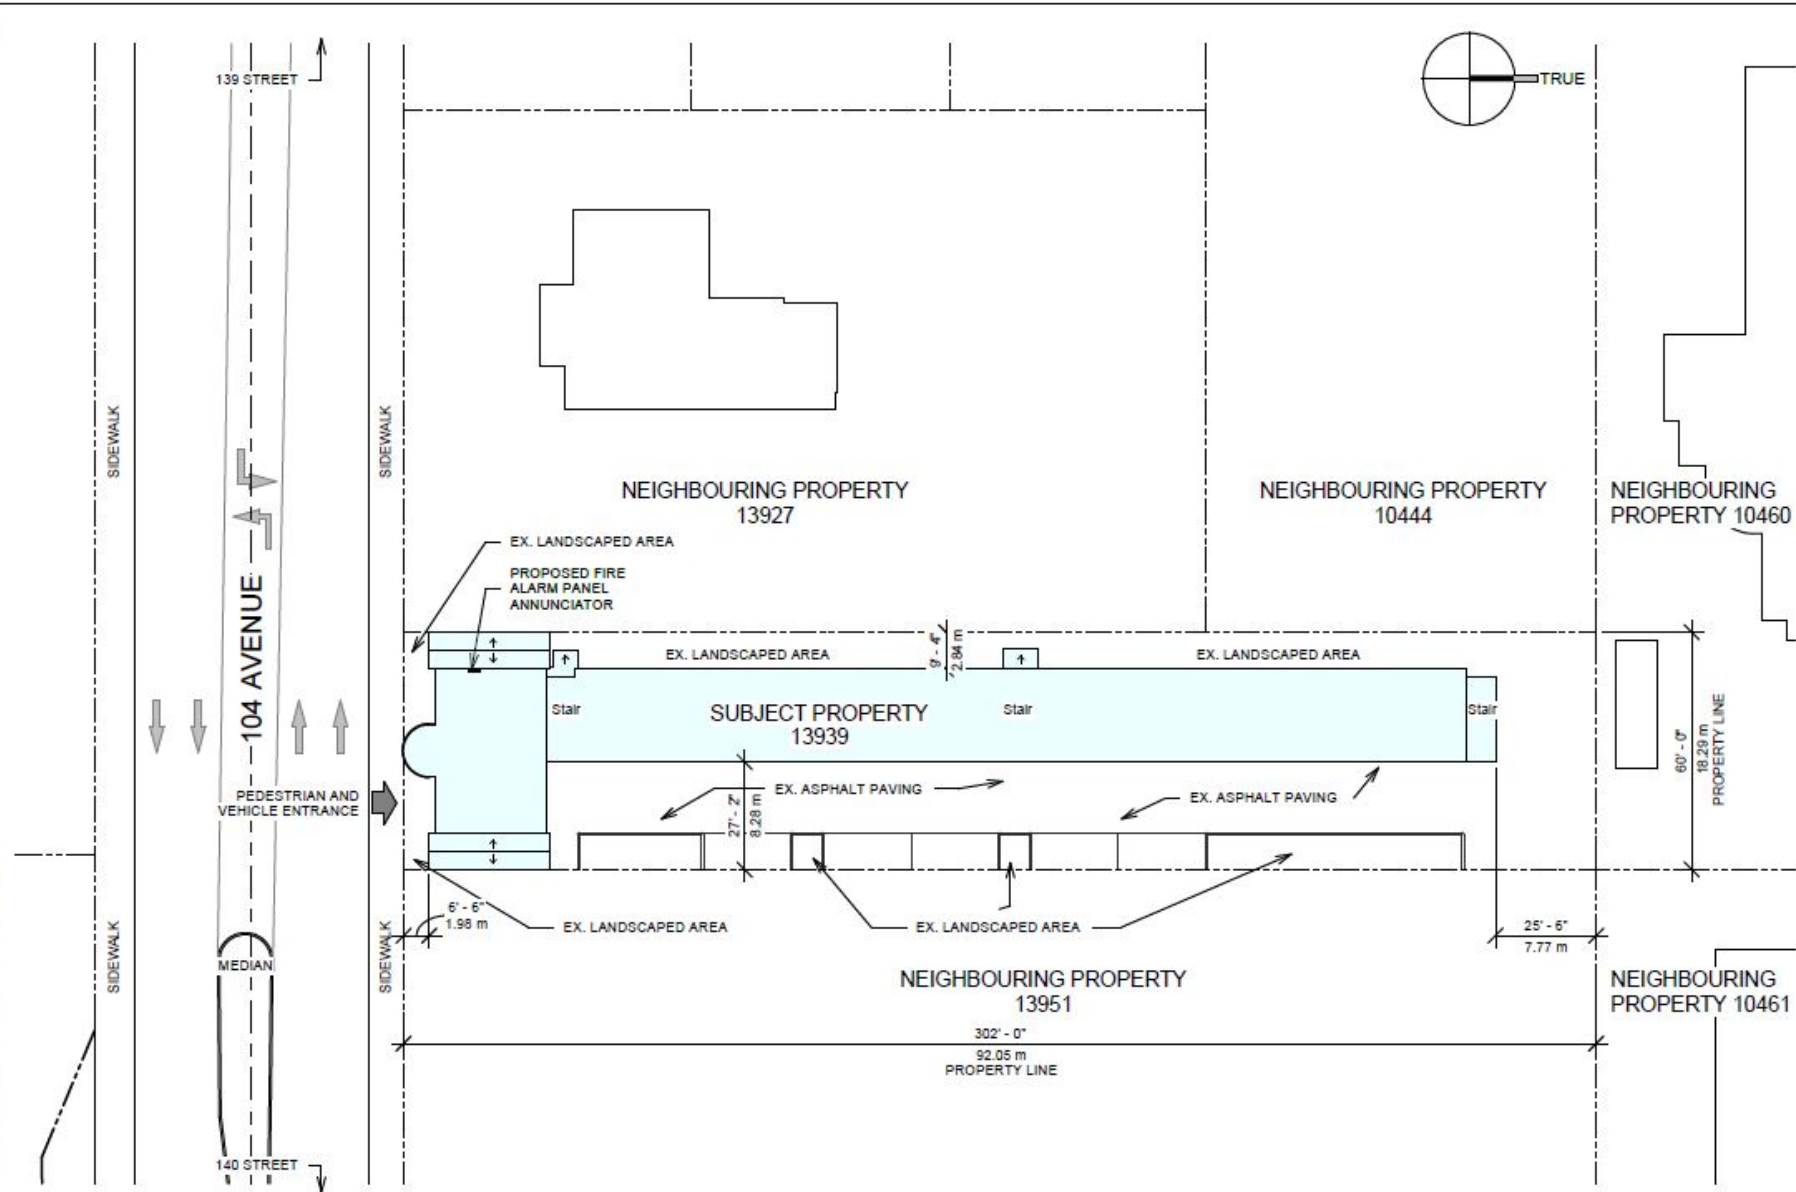 139 STREET
TRUE
SIDEWALK
SIDEWALK
NEIGHBOURING PROPERTY
13927
NEIGHBOURING PROPERTY
10444
NEIGHBOURING
PROPERTY 10460
EX. LANDSCAPED AREA
PROPOSED FIRE
ALARM PANEL
ANNUNCIATOR
104 AVENUE
EX. LANDSCAPED AREA
9' - 4"
2.84 m
EX. LANDSCAPED AREA
Stair
SUBJECT PROPERTY
13939
Stair
Stair
60' - 0"
18.29 m
PROPERTY LINE
PEDESTRIAN AND
VEHICLE ENTRANCE
27' - 2"
8.28 m
EX. ASPHALT PAVING
EX. ASPHALT PAVING
6' - 6"
1.98 m
EX. LANDSCAPED AREA
EX. LANDSCAPED AREA
25' - 6"
7.77 m
SIDEWALK
MEDIAN
SIDEWALK
NEIGHBOURING PROPERTY
13951
NEIGHBOURING
PROPERTY 10461
302' - 0"
92.05 m
PROPERTY LINE
140 STREET